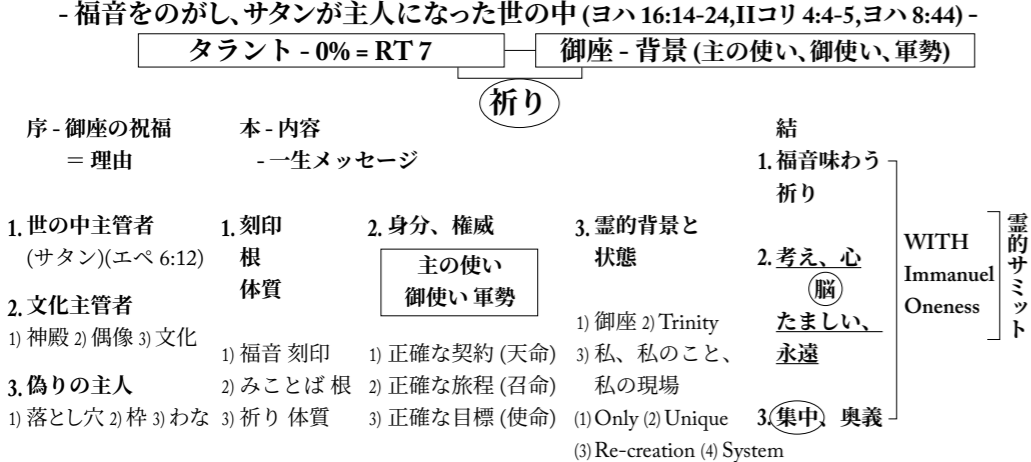 - 福音をのがし、サタンが主人になった世の中 (ヨハ 16:14-24,IIコリ 4:4-5,ヨハ 8:44) -
タラント - 0% = RT 7
御座 - 背景 (主の使い、御使い、軍勢)
祈り
序 - 御座の祝福
＝ 理由
1. 世の中主管者
(サタン)(エペ 6:12)
2. 文化主管者
1) 神殿 2) 偶像 3) 文化
3. 偽りの主人
1) 落とし穴 2) 枠 3) わな
本 - 内容
- 一生メッセージ
1. 刻印
根
体質
1) 福音 刻印
2) みことば 根
3) 祈り 体質
2. 身分、権威
主の使い
御使い 軍勢
1) 正確な契約 (天命)
2) 正確な旅程 (召命)
3) 正確な目標 (使命)
3. 霊的背景と
状態
1) 御座 2) Trinity
3) 私、私のこと、
私の現場
(1) Only (2) Unique
(3) Re-creation (4) System
結
1. 福音味わう
祈り
2. 考え、心
脳
たましい、
永遠
3. 集中、奥義
WITH
Immanuel
Oneness
霊的サミット